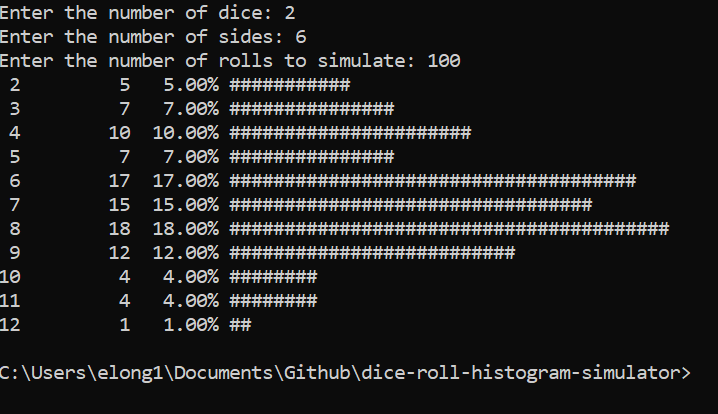 Enter the number of dice: 2
Enter the number of sides: 6
Enter the number of rolls to simulate: 100
 2         5   5.00% ###########
 3         7   7.00% ###############
 4        10  10.00% ######################
 5         7   7.00% ###############
 6        17  17.00% #####################################
 7        15  15.00% #################################
 8        18  18.00% ########################################
 9        12  12.00% ##########################
10         4   4.00% ########
11         4   4.00% ########
12         1   1.00% ##
C:\Users\elong1\Documents\Github\dice-roll-histogram-simulator>